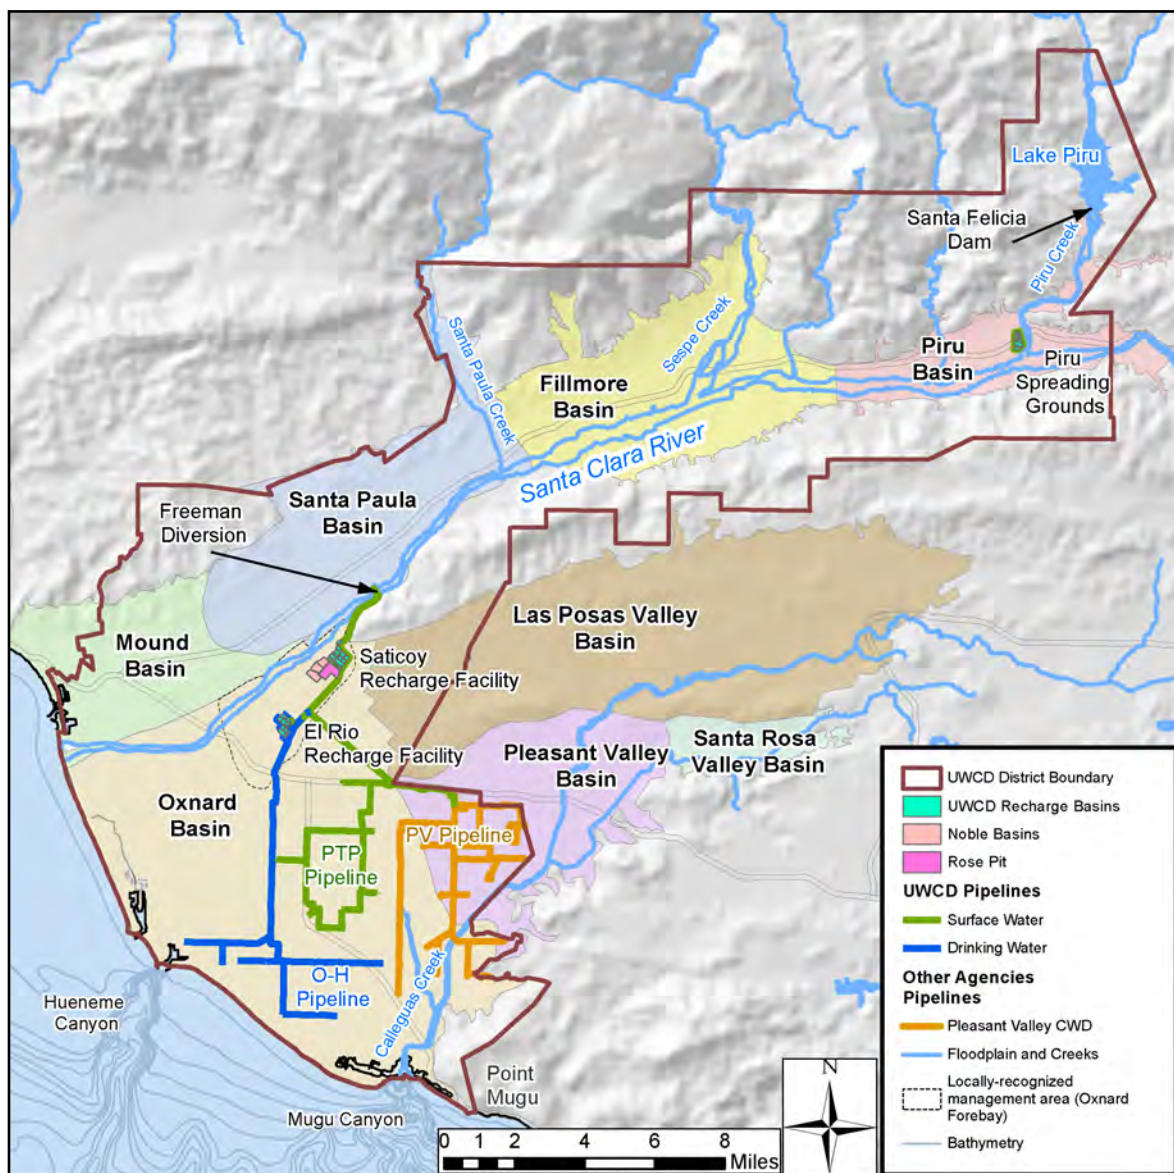 Lake Piru
Santa Felicia
Dam
Piru Creek
Sespe Creek
Santa Paula Creek
Piru
Basin
Piru
Spreading
Grounds
Fillmore
Basin
Santa Clara River
Santa Paula
Basin
Freeman
Diversion
Las Posas Valley
Basin
Mound
Basin
Saticoy
Recharge Facility
El Rio
Recharge Facility
Pleasant Valley
Basin
Santa Rosa
Valley Basin
Oxnard
Basin
PV Pipeline
PTP
Pipeline
O-H
Pipeline
Calleguas Creek
Hueneme
Canyon
Mugu Canyon
Point
Mugu
UWCD District Boundary
UWCD Recharge Basins
Noble Basins
Rose Pit
UWCD Pipelines
Surface Water
Drinking Water
Other Agencies
Pipelines
Pleasant Valley CWD
Floodplain and Creeks
Locally-recognized
management area (Oxnard
Forebay)
Bathymetry
N
0 1 2 4 6 8
Miles